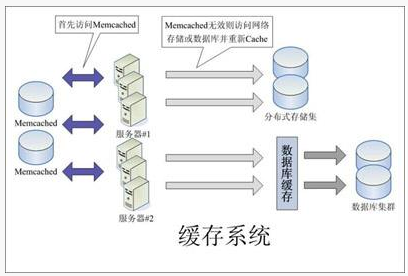 首先访问Memcached
Memcached无效则访问网络
存储或数据库并重新Cache
Memcached
服务器#1
分布式存储集
Memcached
数据库缓存
服务器#2
数据库集群
缓存系统